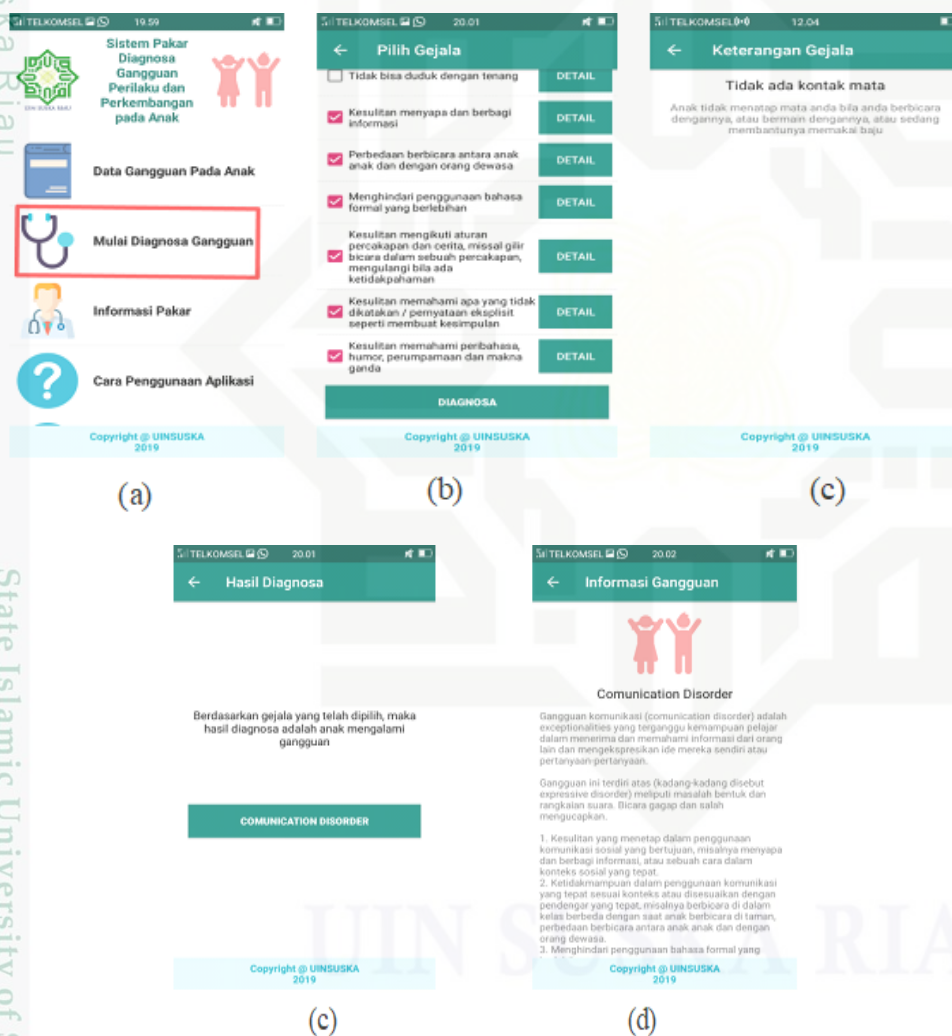 TELKOMSEL 19.59
Sistem Pakar
Diagnosa
Gangguan
Perilaku dan
Perkembangan
pada Anak
UIN SUSKA RIAU
Data Gangguan Pada Anak
Mulai Diagnosa Gangguan
Informasi Pakar
?
Cara Penggunaan Aplikasi
Copyright @ UINSUSKA
2019
(a)
TELKOMSEL 20.01
← Pilih Gejala
Tidak bisa duduk dengan tenang DETAIL
Kesulitan menyapa dan berbagi
informasi
DETAIL
Perbedaan berbicara antara anak
anak dan dengan orang dewasa
DETAIL
Menghindari penggunaan bahasa
formal yang berlebihan
DETAIL
Kesulitan mengikuti aturan
percakapan dan cerita, missal gilir
bicara dalam sebuah percakapan,
mengulangi bila ada
ketidakpahaman
DETAIL
Kesulitan memahami apa yang tidak
dikatakan / pernyataan eksplisit
seperti membuat kesimpulan
DETAIL
Kesulitan memahami peribahasa,
humor, perumpamaan dan makna
ganda
DETAIL
DIAGNOSA
Copyright @ UINSUSKA
2019
(b)
TELKOMSEL 12.04
← Keterangan Gejala
Tidak ada kontak mata
Anak tidak menatap mata anda bila anda berbicara
dengannya, atau bermain dengannya, atau sedang
membantunya memakai baju
Copyright @ UINSUSKA
2019
(c)
TELKOMSEL 20.01
← Hasil Diagnosa
Berdasarkan gejala yang telah dipilih, maka
hasil diagnosa adalah anak mengalami
gangguan
COMUNICATION DISORDER
Copyright @ UINSUSKA
2019
(c)
TELKOMSEL 20.02
← Informasi Gangguan
Comunication Disorder
Gangguan komunikasi (comunication disorder) adalah
exceptionalities yang terganggu kemampuan pelajar
dalam menerima dan memahami informasi dari orang
lain dan mengekspresikan ide mereka sendiri atau
pertanyaan-pertanyaan.
Gangguan ini terdiri atas (kadang-kadang disebut
expressive disorder) meliputi masalah bentuk dan
rangkaian suara. Bicara gagap dan salah
mengucapkan.
1. Kesulitan yang menetap dalam penggunaan
komunikasi sosial yang bertujuan, misalnya menyapa
dan berbagi informasi, atau sebuah cara dalam
konteks sosial yang tepat.
2. Ketidakmampuan dalam penggunaan komunikasi
yang tepat sesuai konteks atau disesuaikan dengan
pendengar yang tepat, misalnya berbicara di dalam
kelas berbeda dengan saat anak berbicara di taman,
perbedaan berbicara antara anak anak dan dengan
orang dewasa.
3. Menghindari penggunaan bahasa formal yang
Copyright @ UINSUSKA
2019
(d)
ska Riau
State Islamic University of
UIN SUSKA RIA